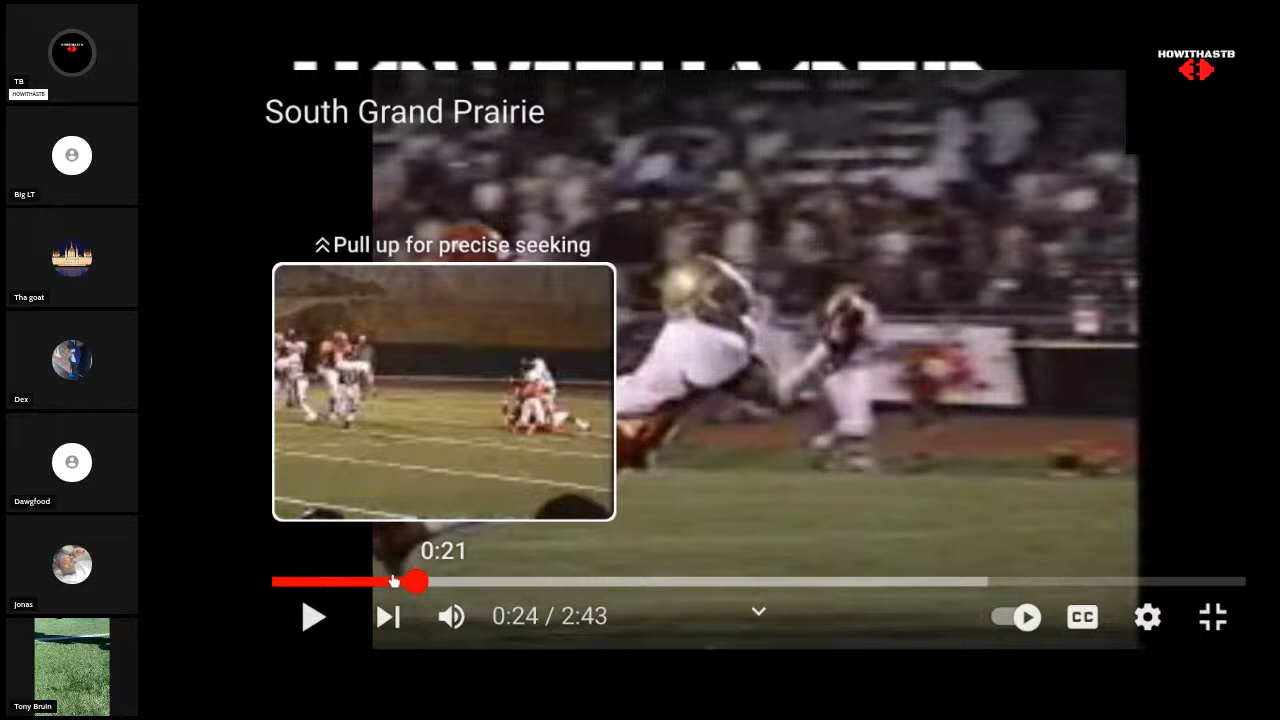 TB
HOWITHASTB
Big LT
Tha goat
Dex
Dawgfood
Jonas
Tony Bruin
HOWITHASTB
South Grand Prairie
Pull up for precise seeking
0:21
0:24 / 2:43
CC
HOWITHASTB